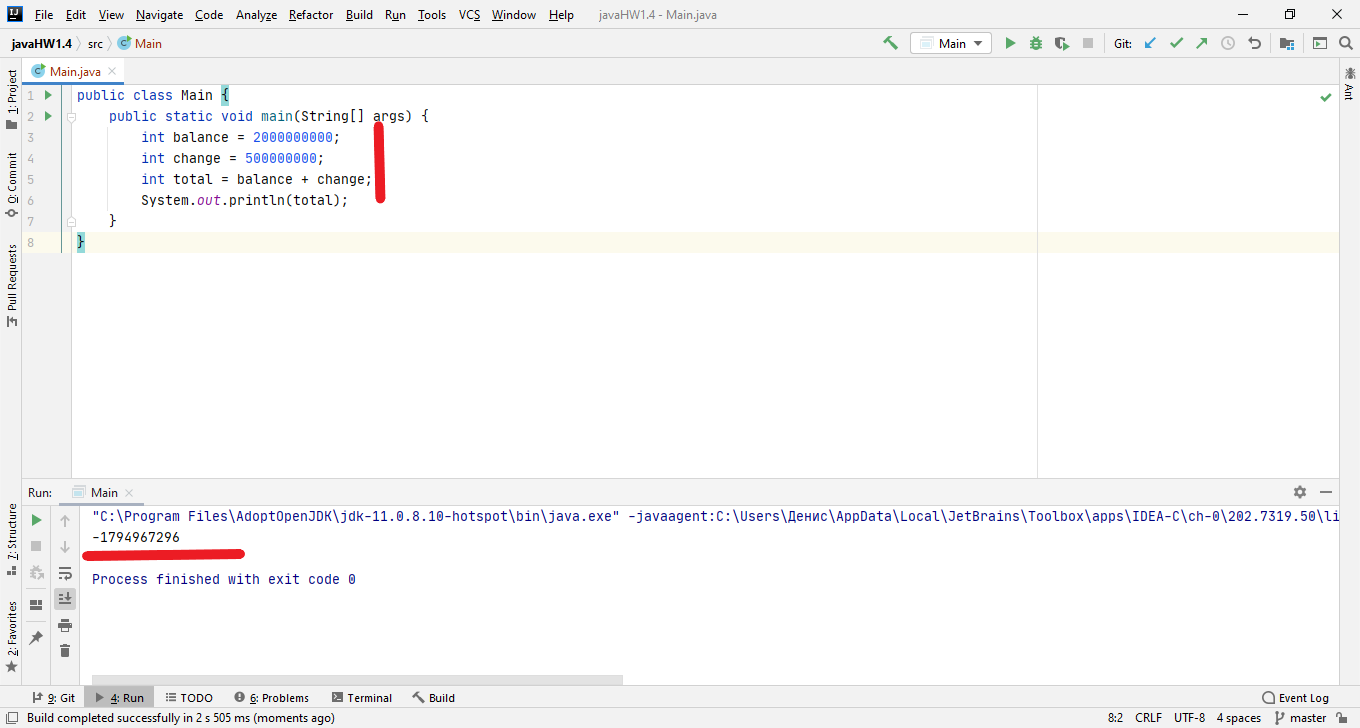 File Edit View Navigate Code Analyze Refactor Build Run Tools VCS Window Help javaHW1.4 - Main.java
javaHW1.4 src Main Main Git:
1: Project
0: Commit
Pull Requests
7: Structure
2: Favorites
Ant
Main.java
1 public class Main {
2 public static void main(String[] args) {
3 int balance = 2000000000;
4 int change = 500000000;
5 int total = balance + change;
6 System.out.println(total);
7 }
8 }
Run: Main
"C:\Program Files\AdoptOpenJDK\jdk-11.0.8.10-hotspot\bin\java.exe" -javaagent:C:\Users\Денис\AppData\Local\JetBrains\Toolbox\apps\IDEA-C\ch-0\202.7319.50\li
-1794967296
Process finished with exit code 0
9: Git 4: Run TODO 6: Problems Terminal Build Event Log
Build completed successfully in 2 s 505 ms (moments ago) 8:2 CRLF UTF-8 4 spaces master